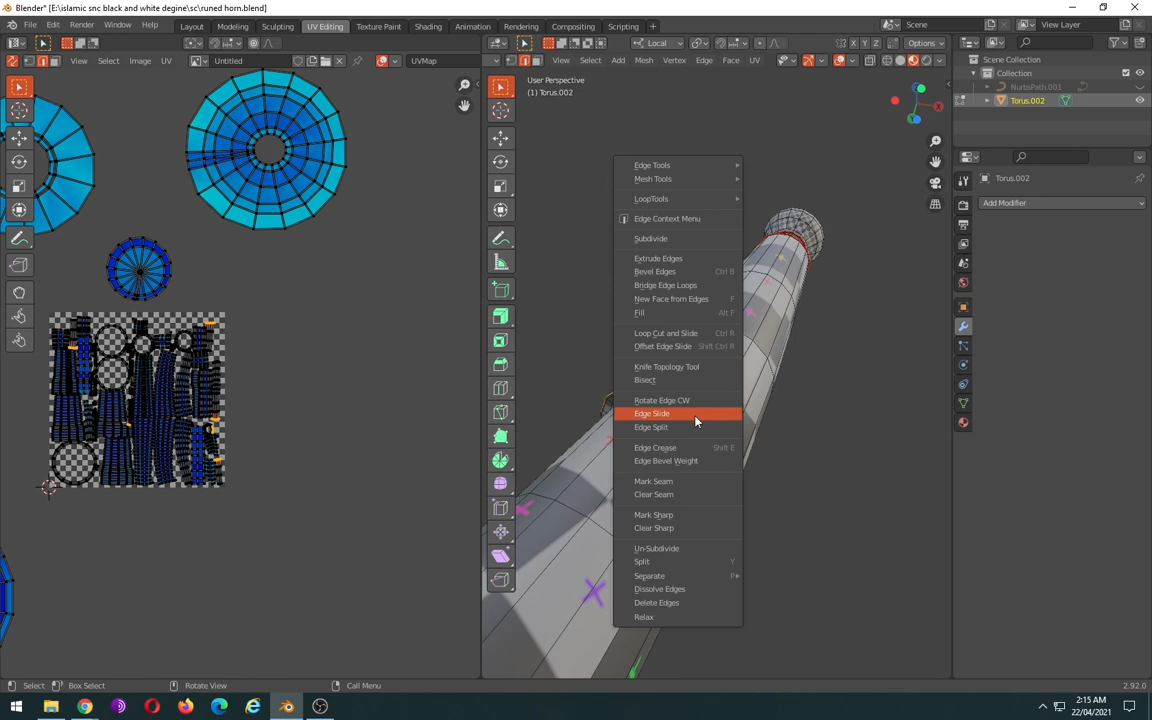 Blender* [E:\islamic snc black and white degine\sc\runed horn.blend]
File Edit Render Window Help Layout Modeling Sculpting UV Editing Texture Paint Shading Animation Rendering Compositing Scripting + Scene View Layer
Local Options
View Select Image UV Untitled UVMap View Select Add Mesh Vertex Edge Face UV
X Y Z
User Perspective
(1) Torus.002
Scene Collection
Collection
NurbsPath.001
Torus.002
Torus.002
Add Modifier
Edge Tools
Mesh Tools
LoopTools
Edge Context Menu
Subdivide
Extrude Edges
Bevel Edges Ctrl B
Bridge Edge Loops
New Face from Edges F
Fill Alt F
Loop Cut and Slide Ctrl R
Offset Edge Slide Shift Ctrl R
Knife Topology Tool
Bisect
Rotate Edge CW
Edge Slide
Edge Split
Edge Crease Shift E
Edge Bevel Weight
Mark Seam
Clear Seam
Mark Sharp
Clear Sharp
Un-Subdivide
Split Y
Separate P
Dissolve Edges
Delete Edges
Relax
Select Box Select Rotate View Call Menu 2.92.0
2:15 AM
22/04/2021